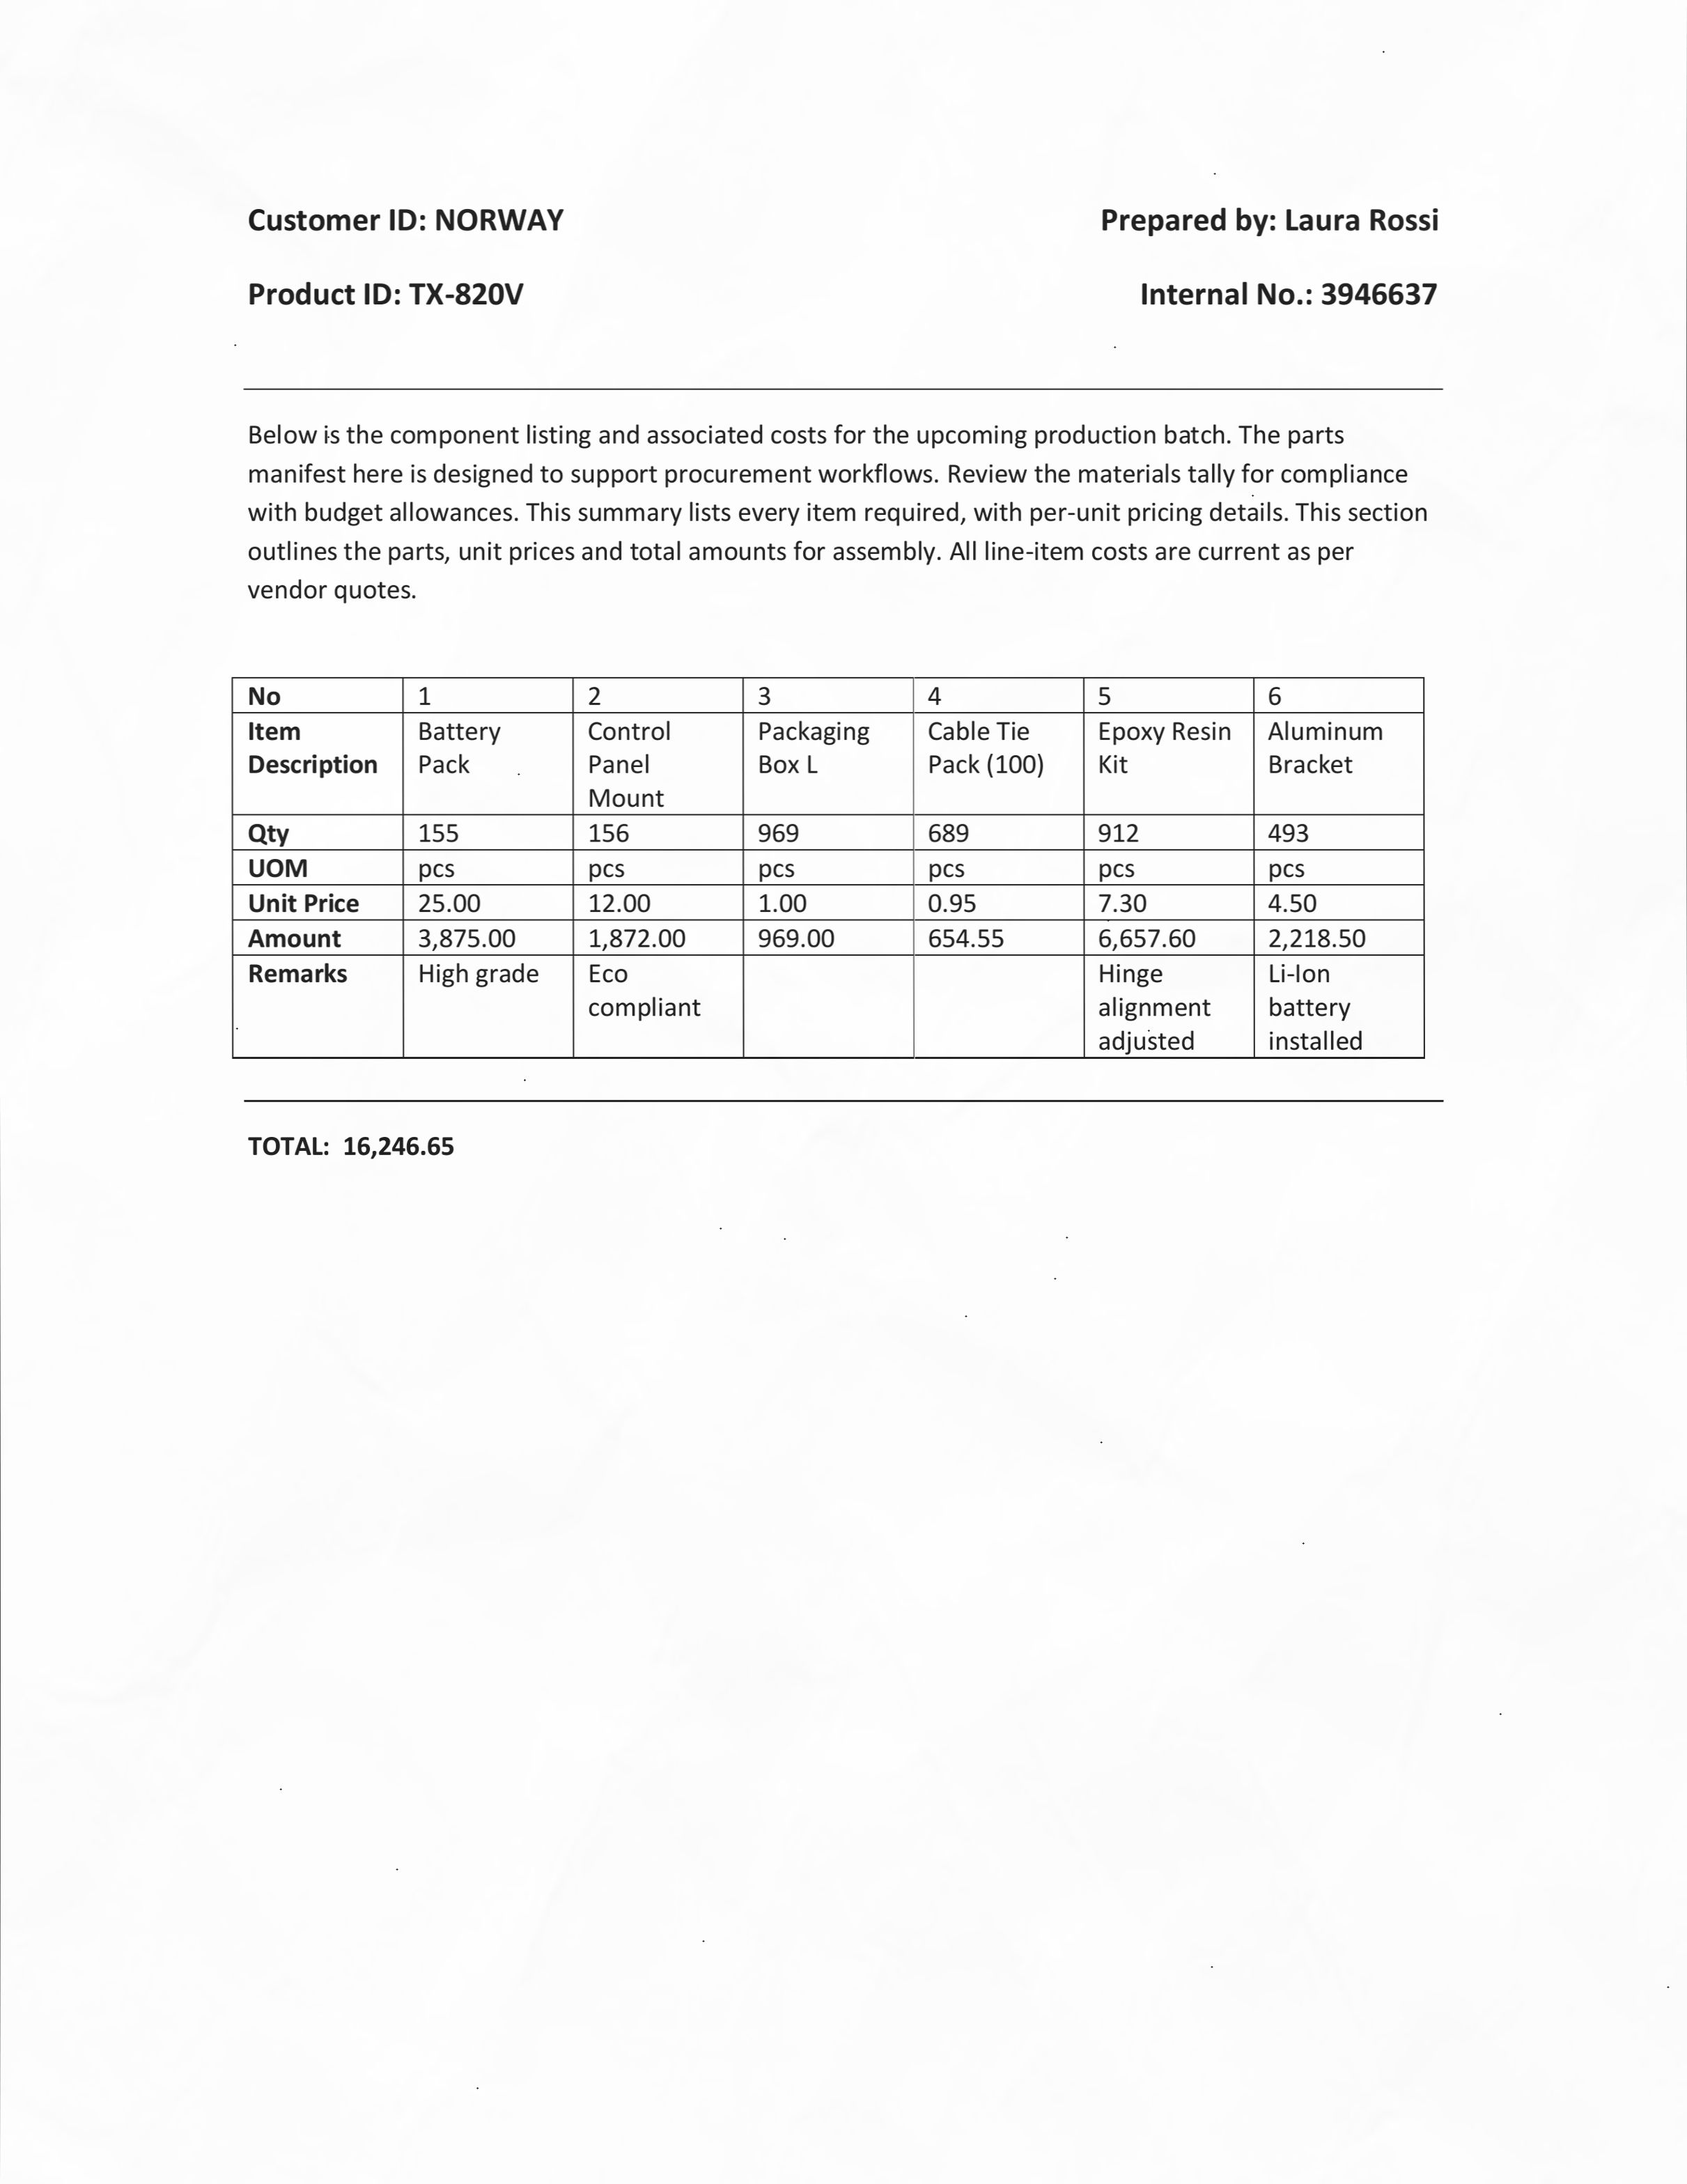 Customer ID: NORWAY Prepared by: Laura Rossi
Product ID: TX-820V Internal No.: 3946637
Below is the component listing and associated costs for the upcoming production batch. The parts
manifest here is designed to support procurement workflows. Review the materials tally for compliance
with budget allowances. This summary lists every item required, with per-unit pricing details. This section
outlines the parts, unit prices and total amounts for assembly. All line-item costs are current as per
vendor quotes.
No 1 2 3 4 5 6
Item Battery Control Packaging Cable Tie Epoxy Resin Aluminum
Description Pack Panel Box L Pack (100) Kit Bracket
Mount
Qty 155 156 969 689 912 493
UOM pcs pcs pcs pcs pcs pcs
Unit Price 25.00 12.00 1.00 0.95 7.30 4.50
Amount 3,875.00 1,872.00 969.00 654.55 6,657.60 2,218.50
Remarks High grade Eco Hinge Li-Ion
compliant alignment battery
adjusted installed
TOTAL: 16,246.65